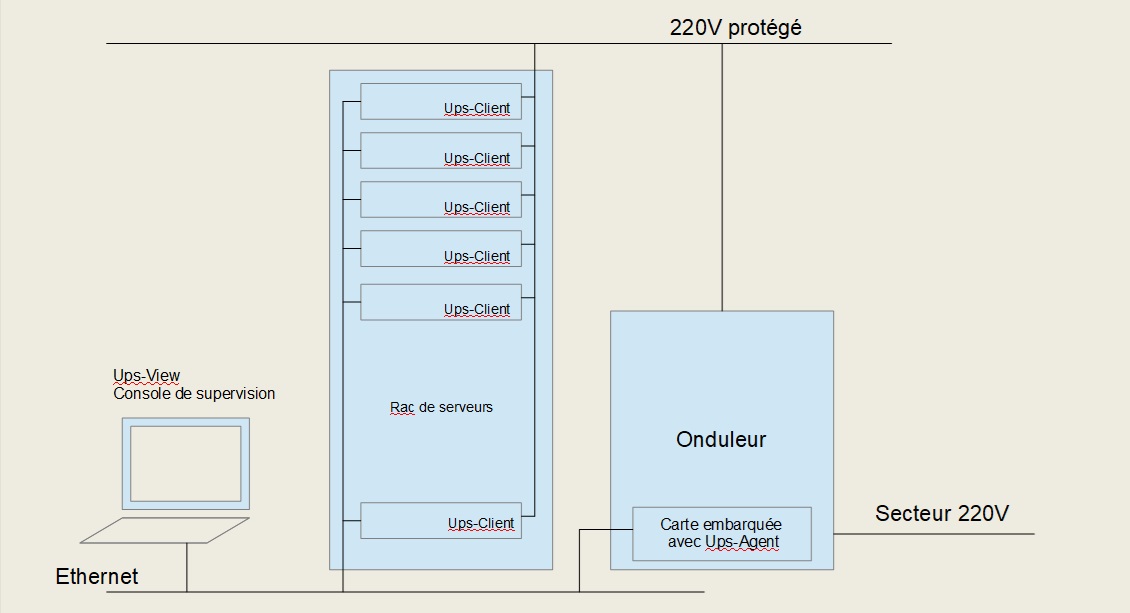 220V protégé
Ups-Client
Ups-Client
Ups-Client
Ups-Client
Ups-Client
Ups-View
Console de supervision
Rac de serveurs
Onduleur
Ups-Client
Carte embarquée
avec Ups-Agent
Secteur 220V
Ethernet